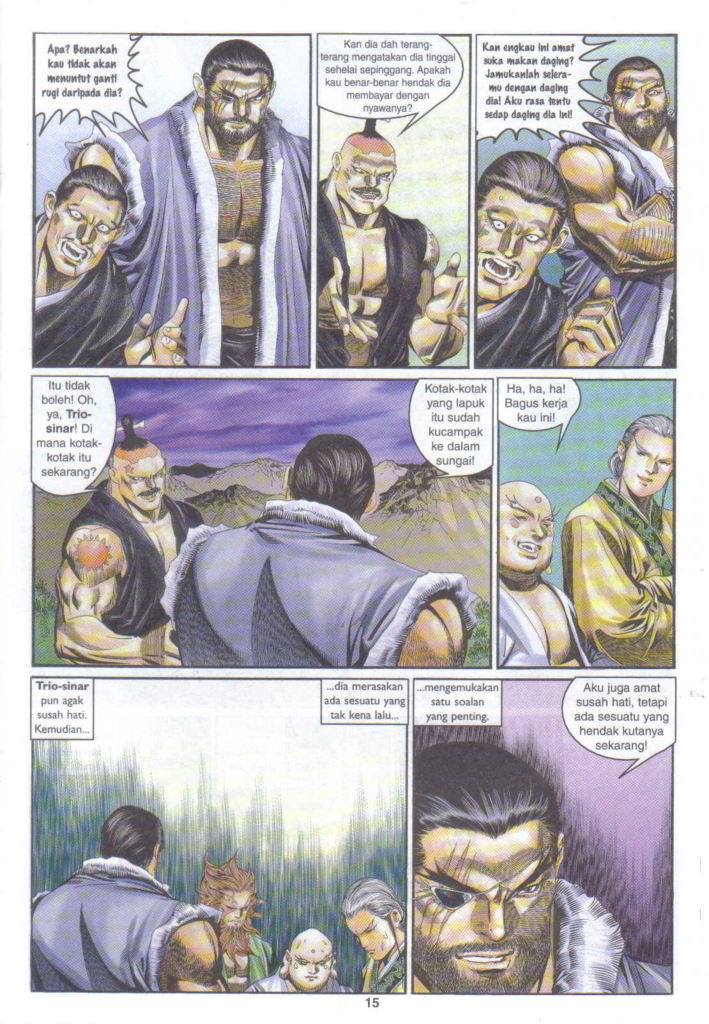 Apa? Benarkah
kau tidak akan
menuntut ganti
rugi daripada dia?
Kan dia dah terang-
terang mengatakan dia tinggal
sehelai sepinggang. Apakah
kau benar-benar hendak dia
membayar dengan
nyawanya?
Kan engkau ini amat
suka makan daging?
Jamukanlah selera-
mu dengan daging
dia! Aku rasa tentu
sedap daging dia ini!
Itu tidak
boleh! Oh,
ya, Trio-
sinar! Di
mana kotak-
kotak itu
sekarang?
Kotak-kotak
yang lapuk
itu sudah
kucampak
ke dalam
sungai!
Ha, ha, ha!
Bagus kerja
kau ini!
Trio-sinar
pun agak
susah hati.
Kemudian...
...dia merasakan
ada sesuatu yang
tak kena lalu...
...mengemukakan
satu soalan
yang penting.
Aku juga amat
susah hati, tetapi
ada sesuatu yang
hendak kutanya
sekarang!
15